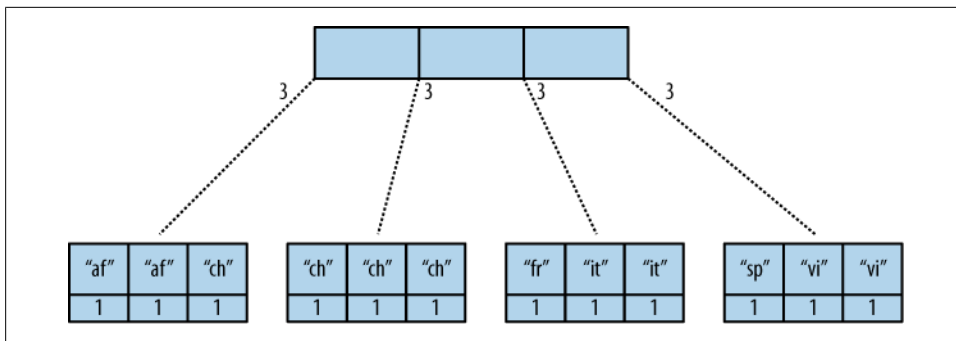 3 3 3 3
“af” “af” “ch” “ch” “ch” “ch” “fr” “it” “it” “sp” “vi” “vi”
1 1 1 1 1 1 1 1 1 1 1 1